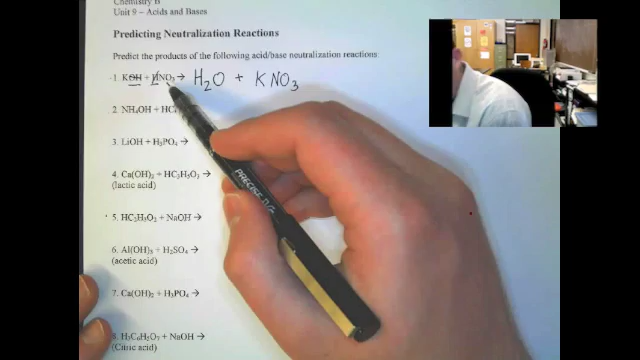 Chemistry B
Unit 9 – Acids and Bases
Predicting Neutralization Reactions
Predict the products of the following acid/base neutralization reactions:
1. KOH + HNO₃ → H₂O + KNO₃
2. NH₄OH + HC
3. LiOH + H₃PO₄ →
4. Ca(OH)₂ + HC₃H₅O₃ →
(lactic acid)
5. HC₂H₃O₂ + NaOH →
6. Al(OH)₃ + H₂SO₄ →
(acetic acid)
7. Ca(OH)₂ + H₃PO₄ →
8. H₃C₆H₅O₇ + NaOH →
(Citric acid)
PRECISE